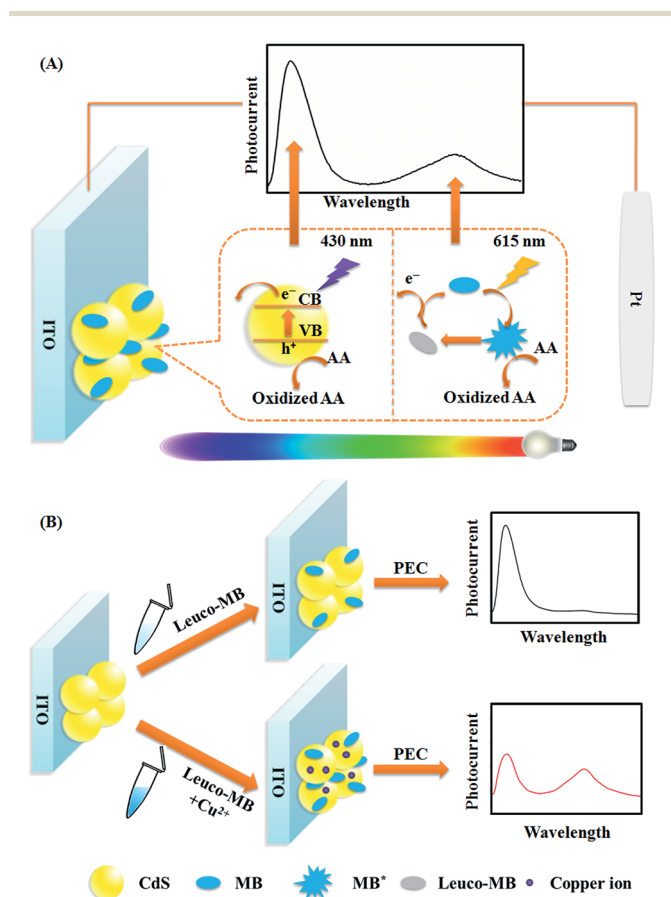 (A)
Photocurrent
Wavelength
430 nm
615 nm
e⁻
CB
VB
h⁺
AA
Oxidized AA
e⁻
AA
Oxidized AA
ITO
Pt
(B)
ITO
Leuco-MB
ITO
PEC
Photocurrent
Wavelength
Leuco-MB
+Cu²⁺
ITO
PEC
Photocurrent
Wavelength
CdS MB MB* Leuco-MB Copper ion